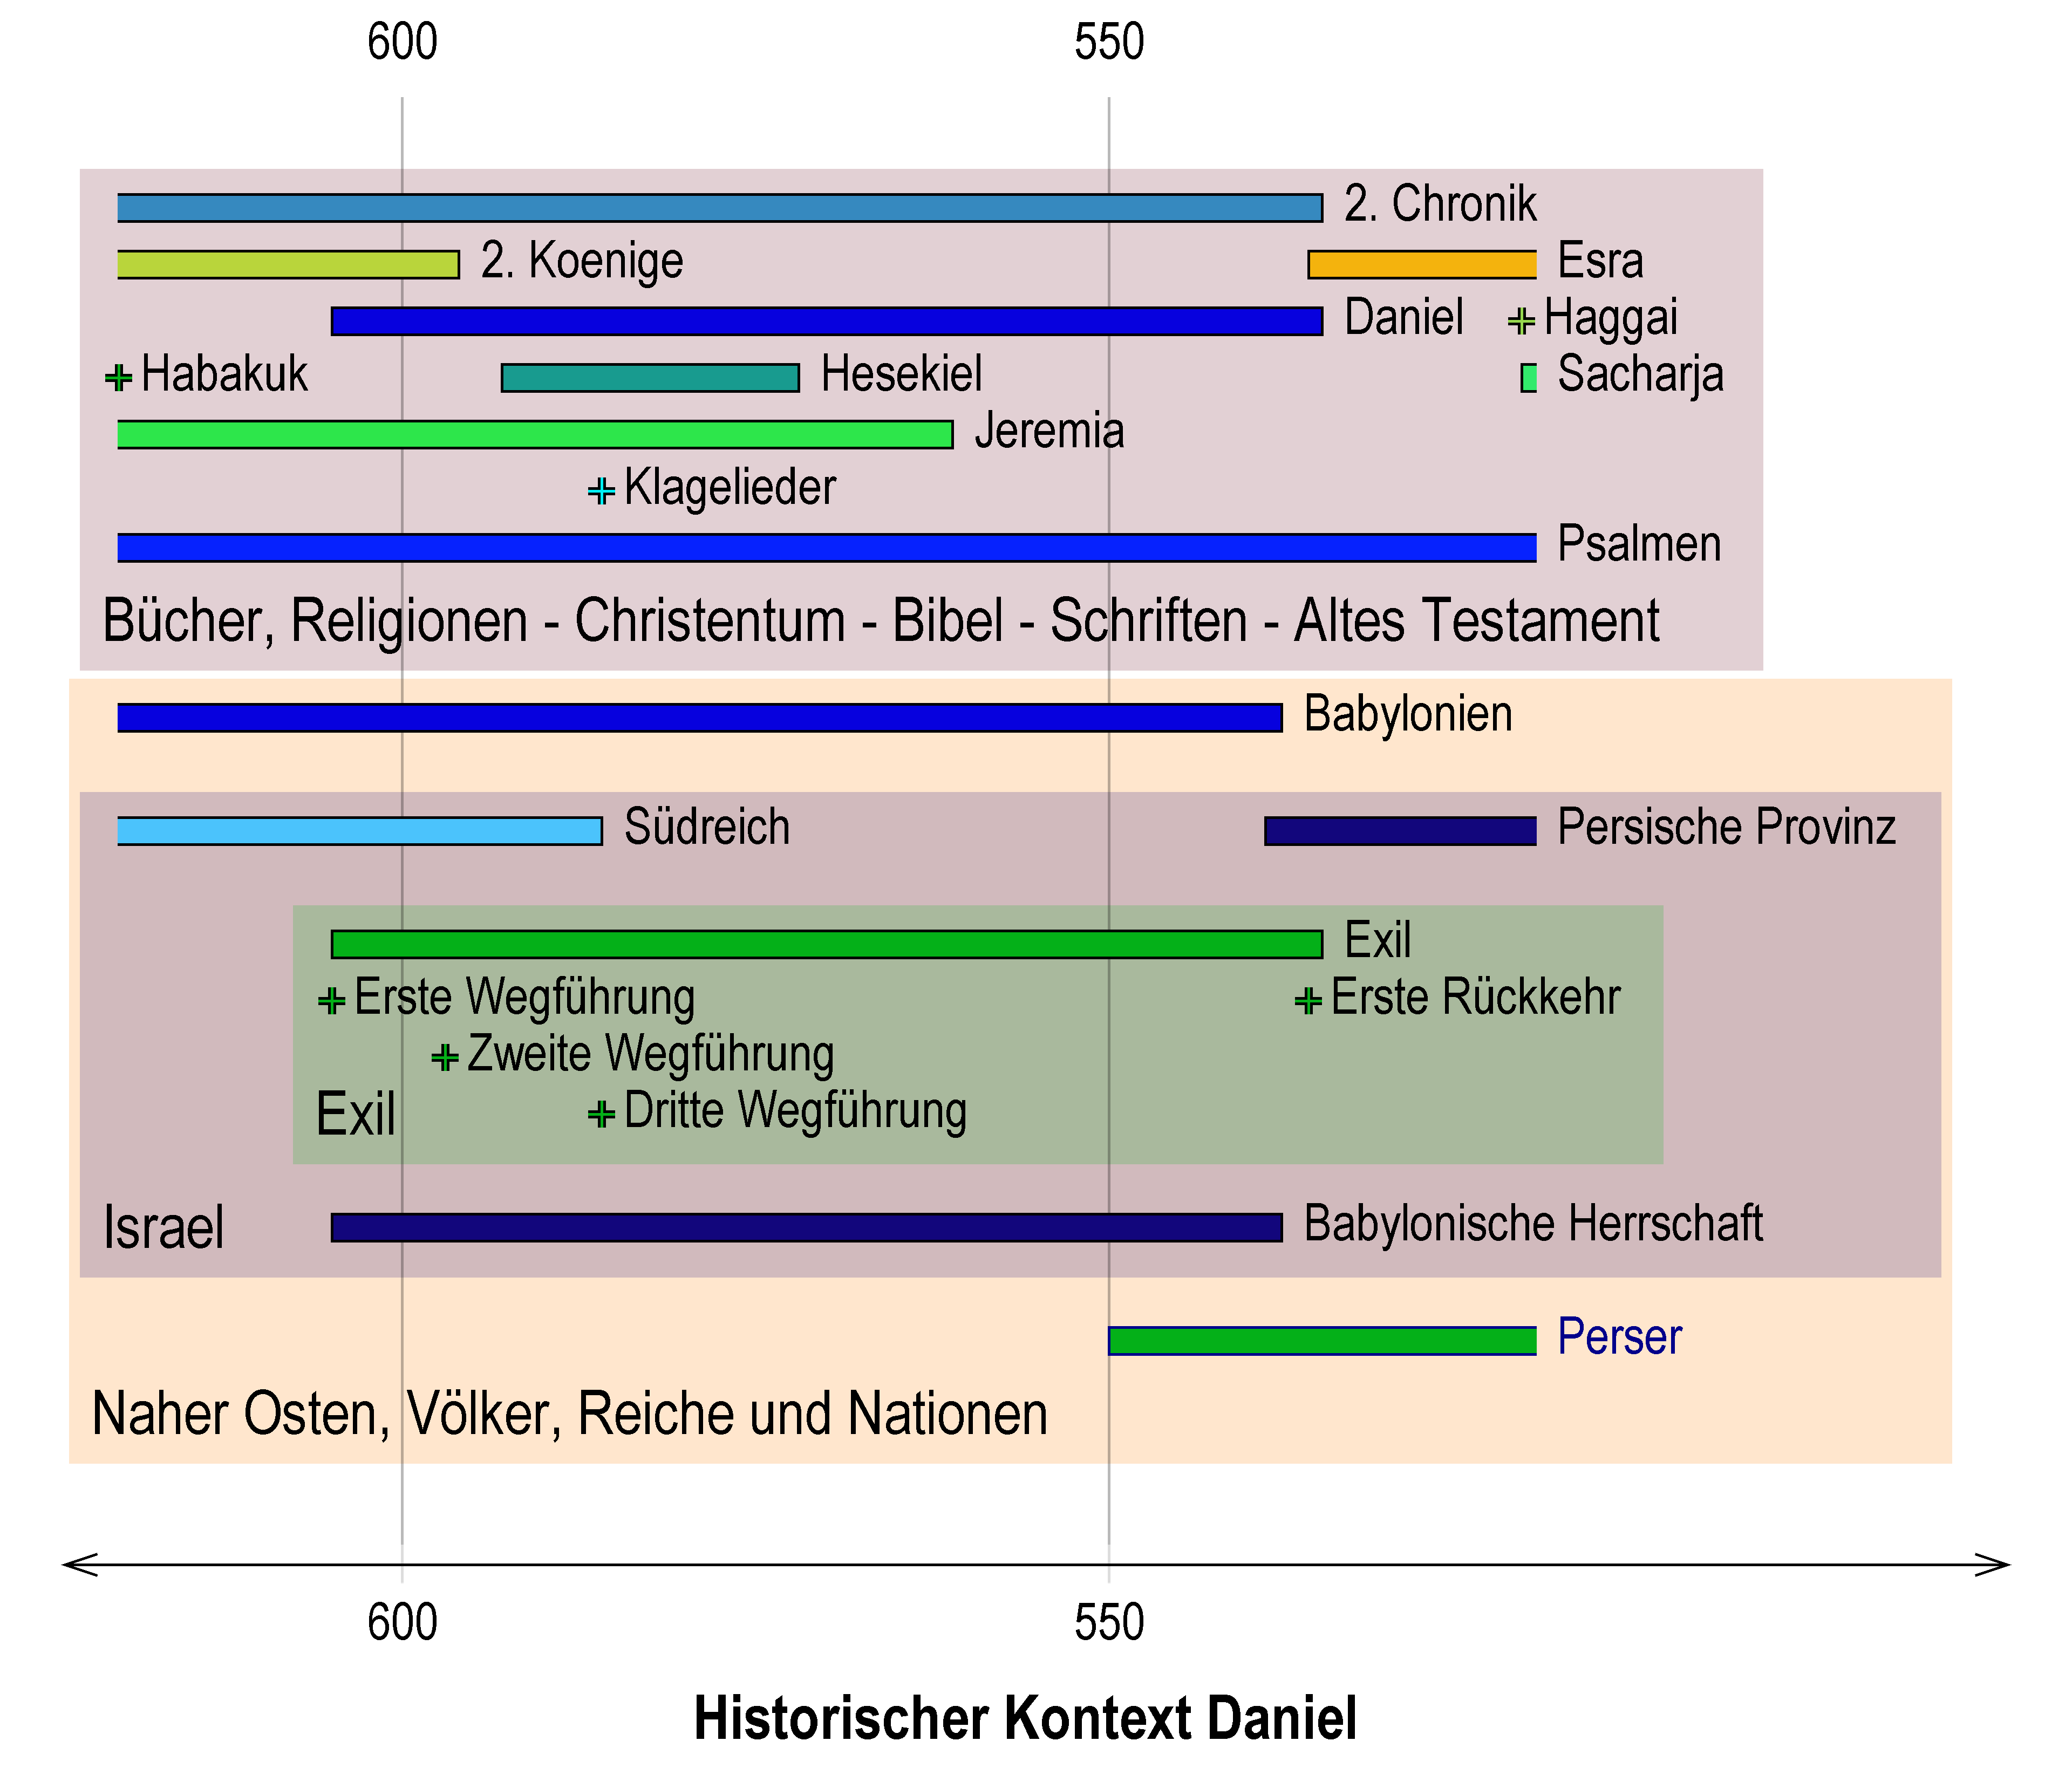 600 550
2. Chronik
2. Koenige Esra
Daniel Haggai
Habakuk Hesekiel Sacharja
Jeremia
Klagelieder
Psalmen
Bücher, Religionen - Christentum - Bibel - Schriften - Altes Testament
Babylonien
Südreich Persische Provinz
Exil
Erste Wegführung Erste Rückkehr
Zweite Wegführung
Exil Dritte Wegführung
Israel Babylonische Herrschaft
Perser
Naher Osten, Völker, Reiche und Nationen
600 550
Historischer Kontext Daniel